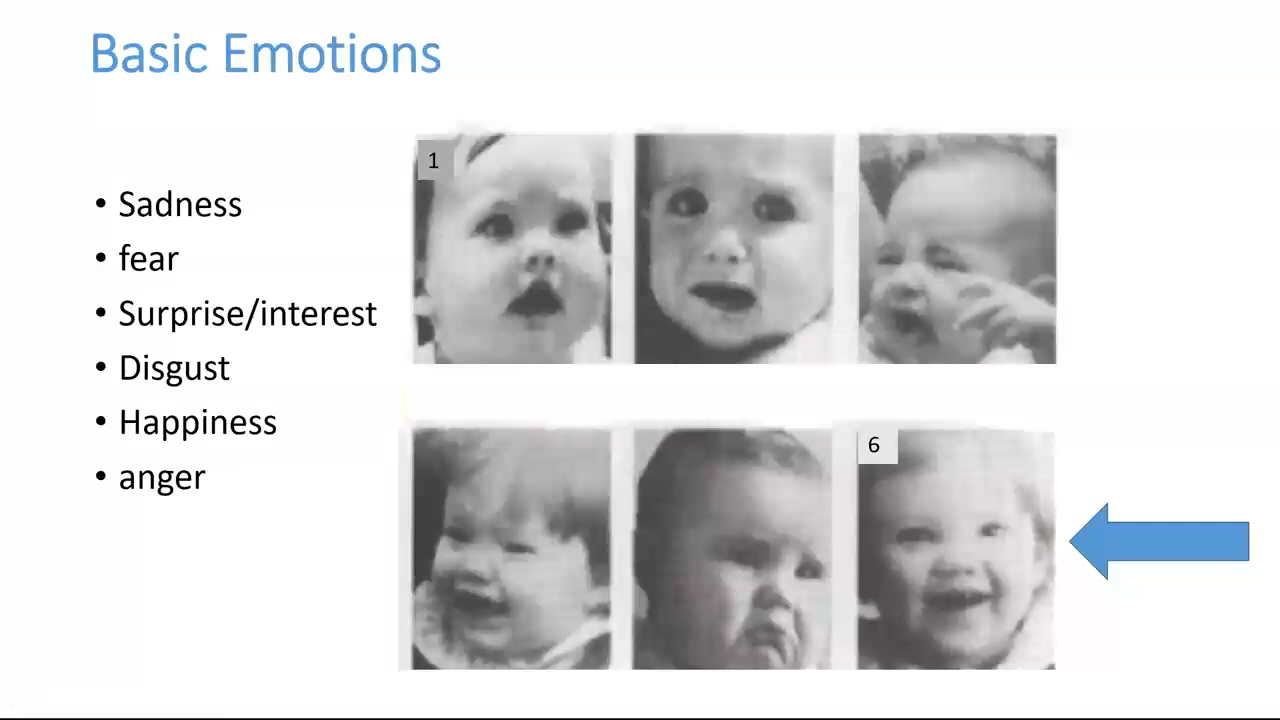 Basic Emotions
1
• Sadness
• fear
• Surprise/interest
• Disgust
• Happiness
• anger
6